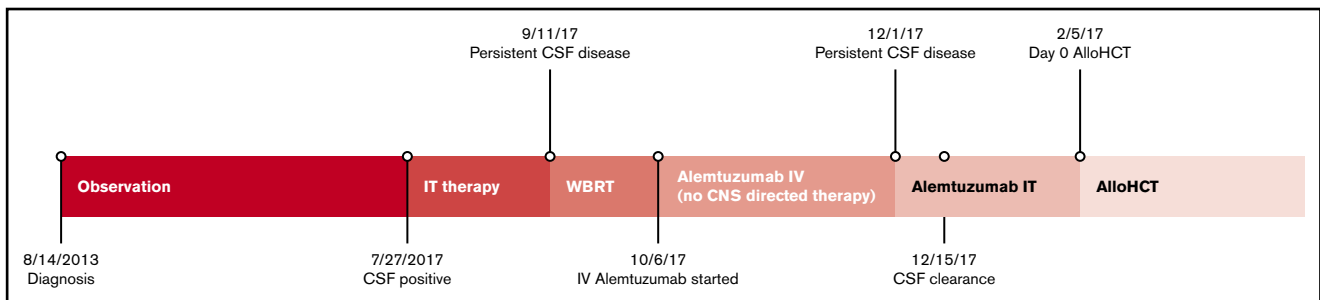 9/11/17
Persistent CSF disease
12/1/17
Persistent CSF disease
2/5/17
Day 0 AlloHCT
Observation
IT therapy
WBRT
Alemtuzumab IV
(no CNS directed therapy)
Alemtuzumab IT
AlloHCT
8/14/2013
Diagnosis
7/27/2017
CSF positive
10/6/17
IV Alemtuzumab started
12/15/17
CSF clearance